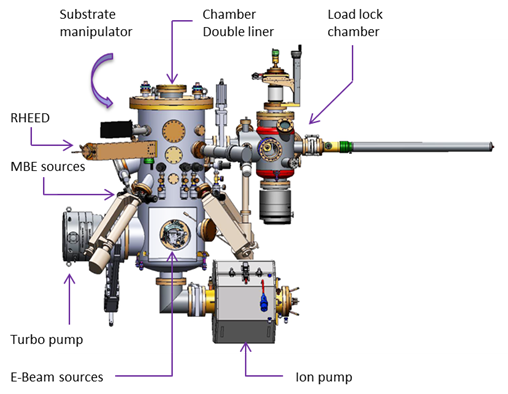 Substrate
manipulator
Chamber
Double liner
Load lock
chamber
RHEED
MBE sources
Turbo pump
E-Beam sources
Ion pump